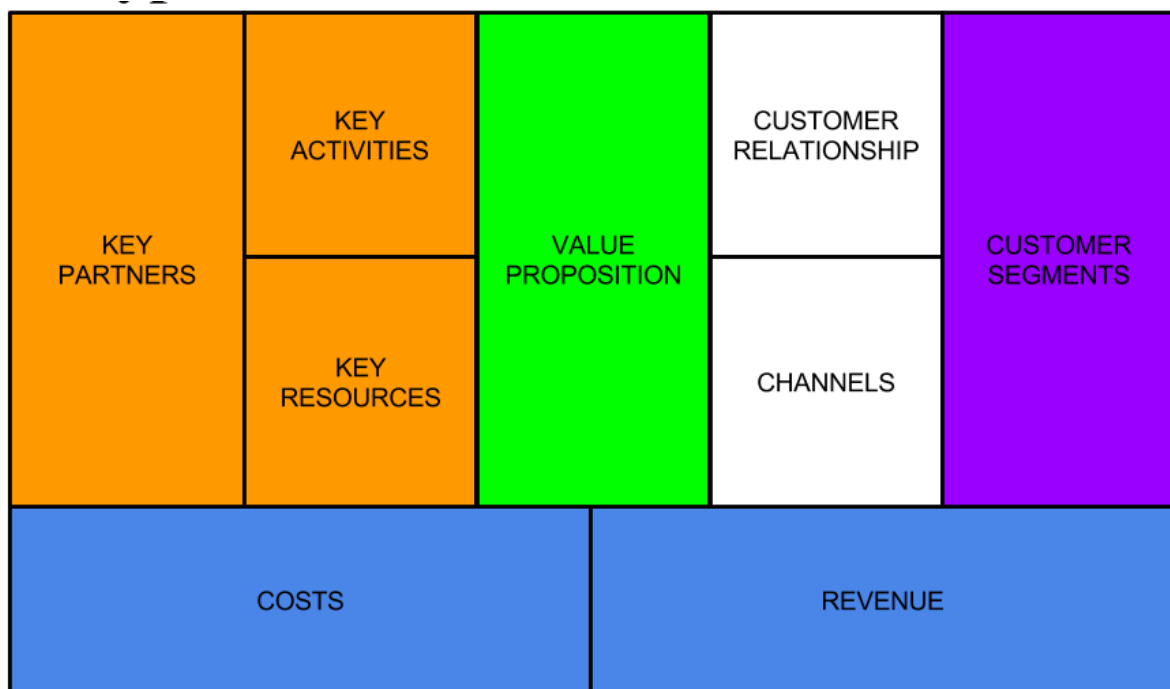 KEY
PARTNERS
KEY
ACTIVITIES
KEY
RESOURCES
VALUE
PROPOSITION
CUSTOMER
RELATIONSHIP
CHANNELS
CUSTOMER
SEGMENTS
COSTS
REVENUE